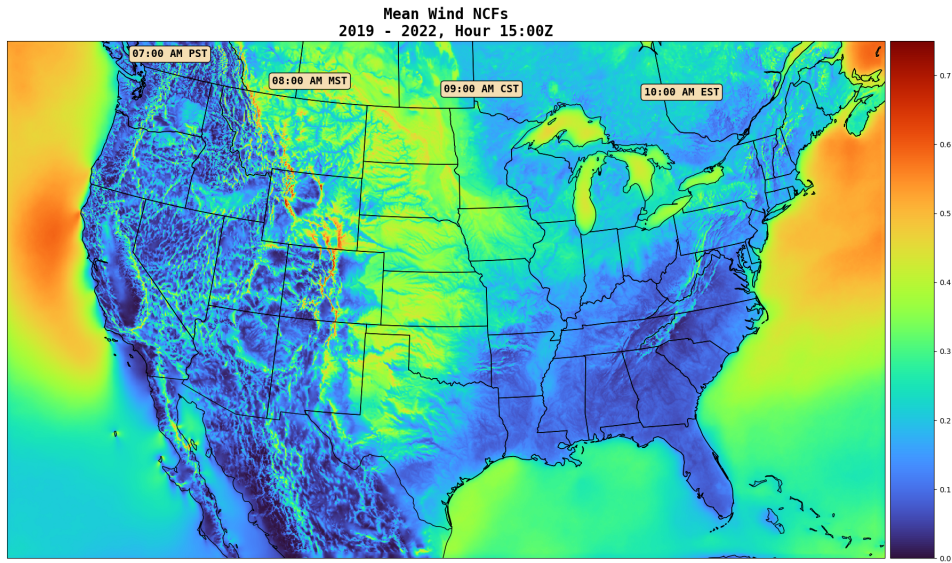 Mean Wind NCFs
2019 - 2022, Hour 15:00Z
07:00 AM PST
08:00 AM MST
09:00 AM CST
10:00 AM EST
0.7
0.6
0.5
0.4
0.3
0.2
0.1
0.0